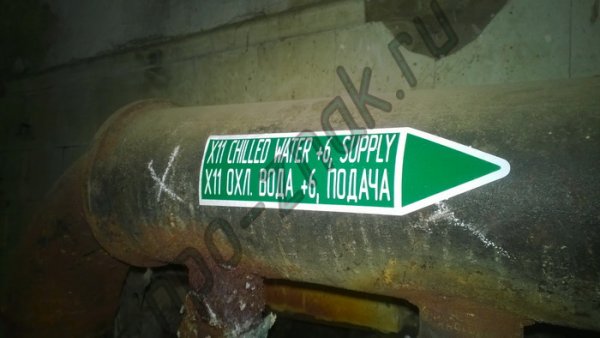 X11 CHILLED WATER +6, SUPPLY
X11 ОХЛ. ВОДА +6, ПОДАЧА